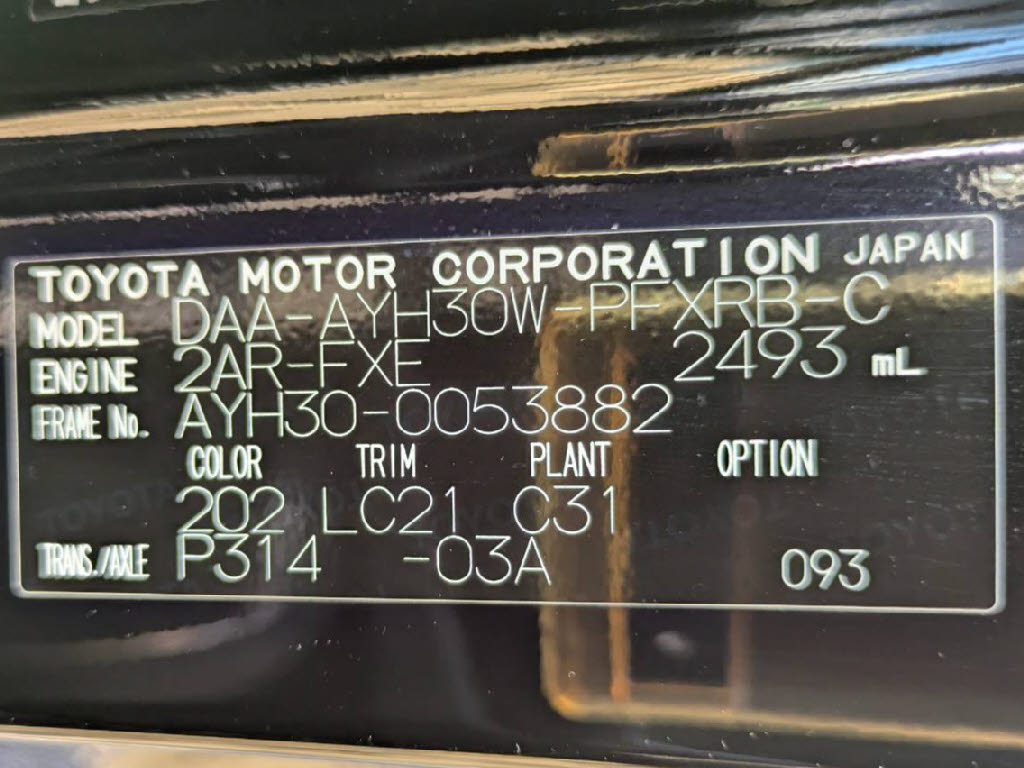 TOYOTA MOTOR CORPORATION JAPAN
MODEL DAA-AYH30W-PFXRB-C
ENGINE 2AR-FXE 2493 mL
FRAME No. AYH30-0053882
COLOR TRIM PLANT OPTION
202 LC21 C31
TRANS./AXLE P314 -03A 093